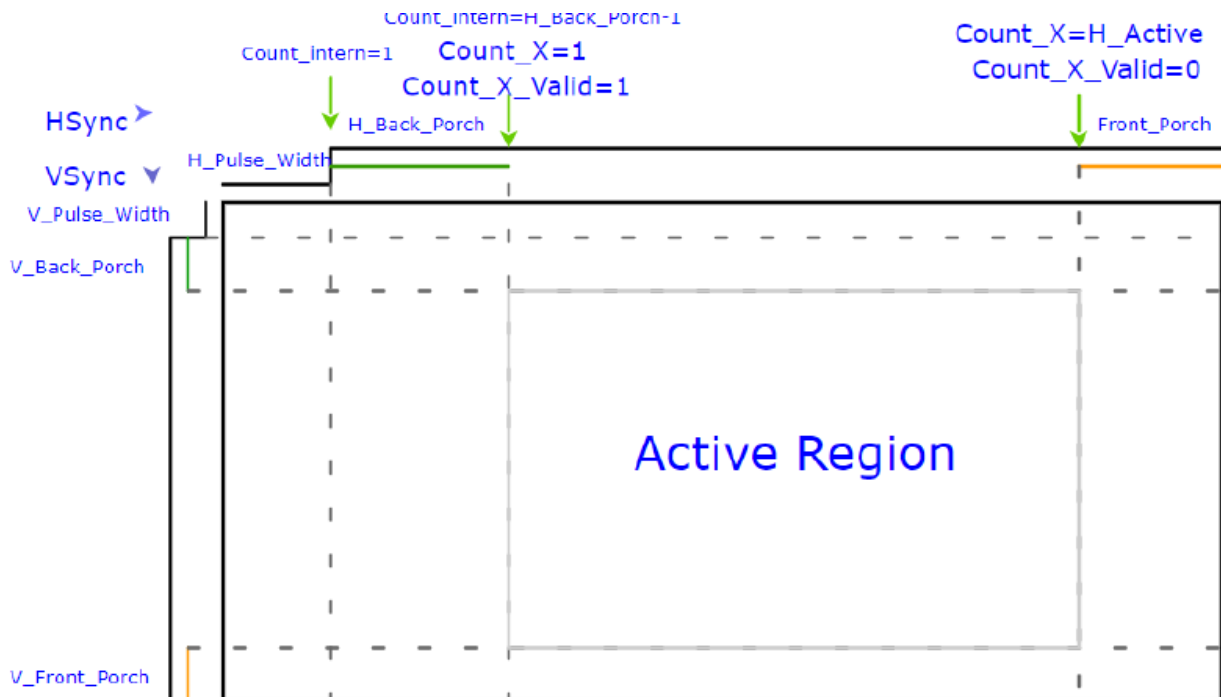 Count_Intern=H_Back_Porch-1
Count_Intern=1
Count_X=1
Count_X=H_Active
Count_X_Valid=1
Count_X_Valid=0
HSync
H_Back_Porch
Front_Porch
H_Pulse_Width
VSync
V_Pulse_Width
V_Back_Porch
Active Region
V_Front_Porch